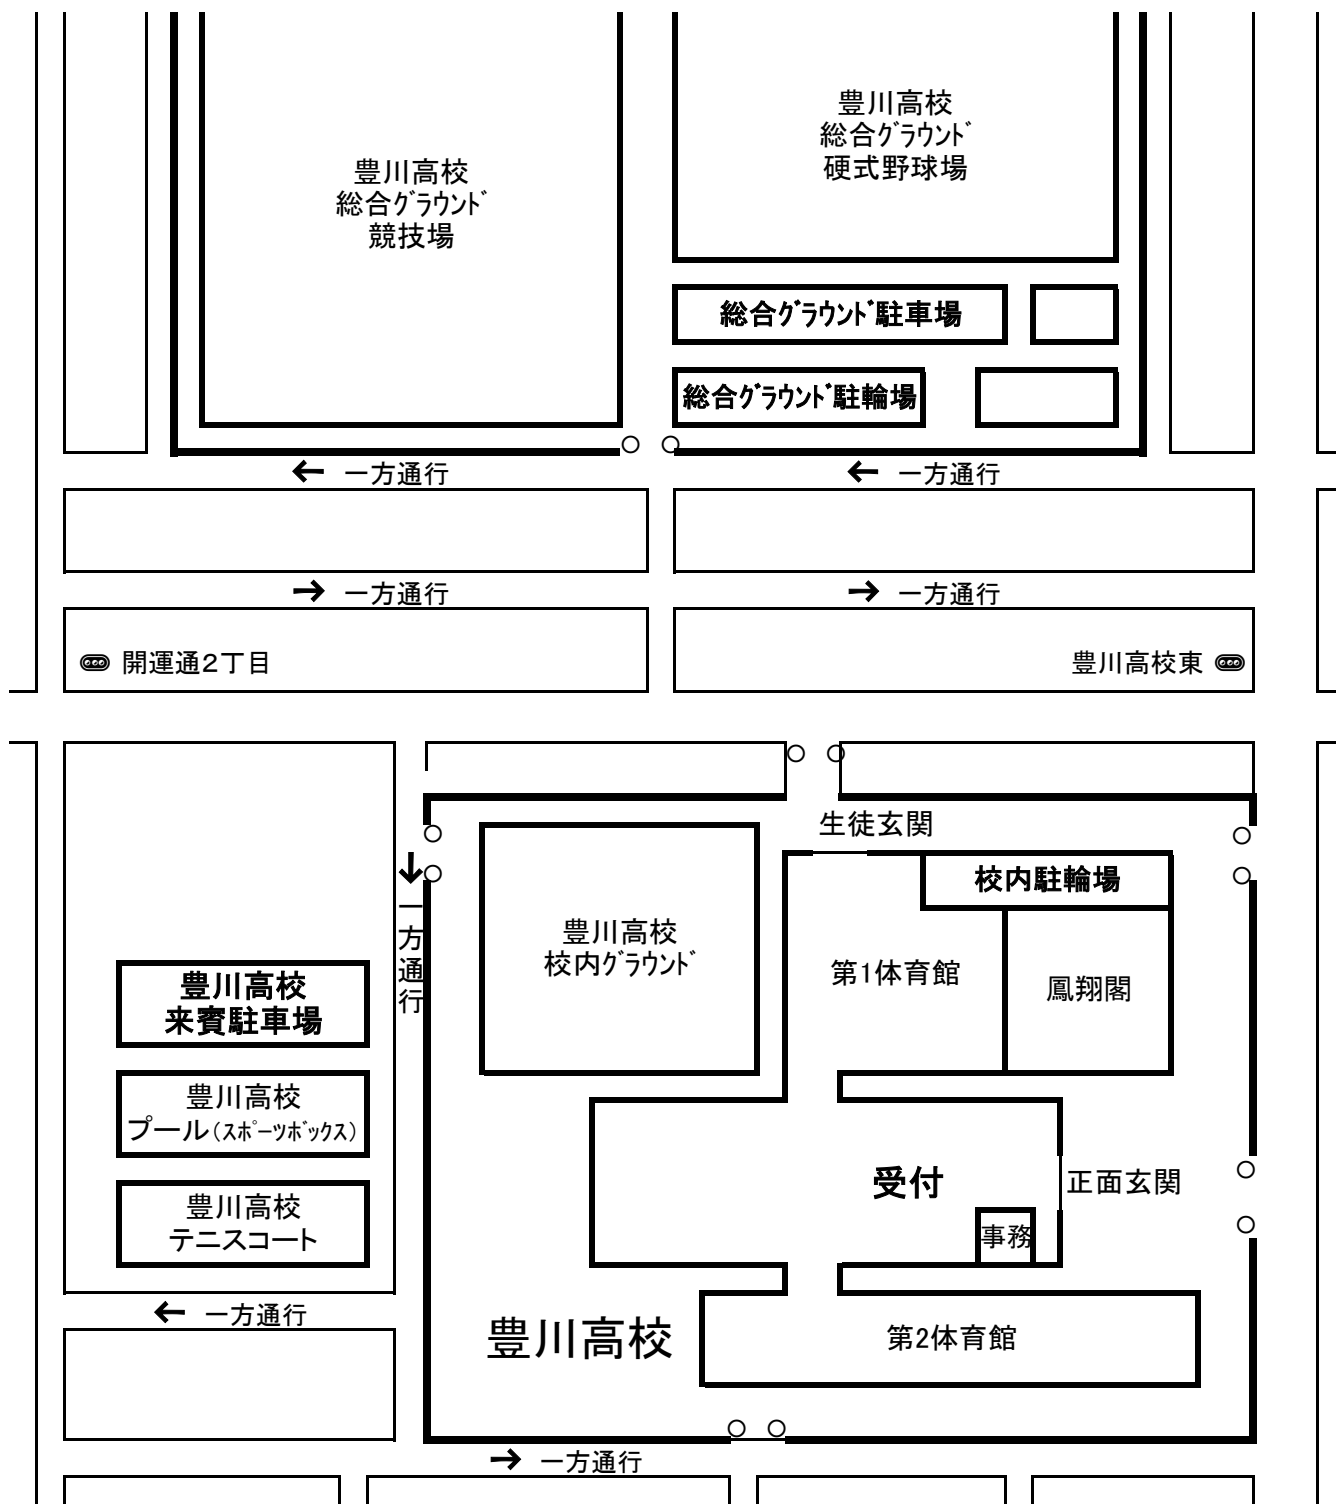 豊川高校
総合ｸﾞﾗｳﾝﾄﾞ
硬式野球場
豊川高校
総合ｸﾞﾗｳﾝﾄﾞ
競技場
総合ｸﾞﾗｳﾝﾄﾞ駐車場
総合ｸﾞﾗｳﾝﾄﾞ駐輪場
← 一方通行
← 一方通行
→ 一方通行
→ 一方通行
開運通2丁目
豊川高校東
生徒玄関
校内駐輪場
↓一方通行
豊川高校
校内ｸﾞﾗｳﾝﾄﾞ
第1体育館
鳳翔閣
豊川高校
来賓駐車場
豊川高校
プール(ｽﾎﾟｰﾂﾎﾞｯｸｽ)
受付
正面玄関
豊川高校
テニスコート
事務
← 一方通行
豊川高校
第2体育館
→ 一方通行